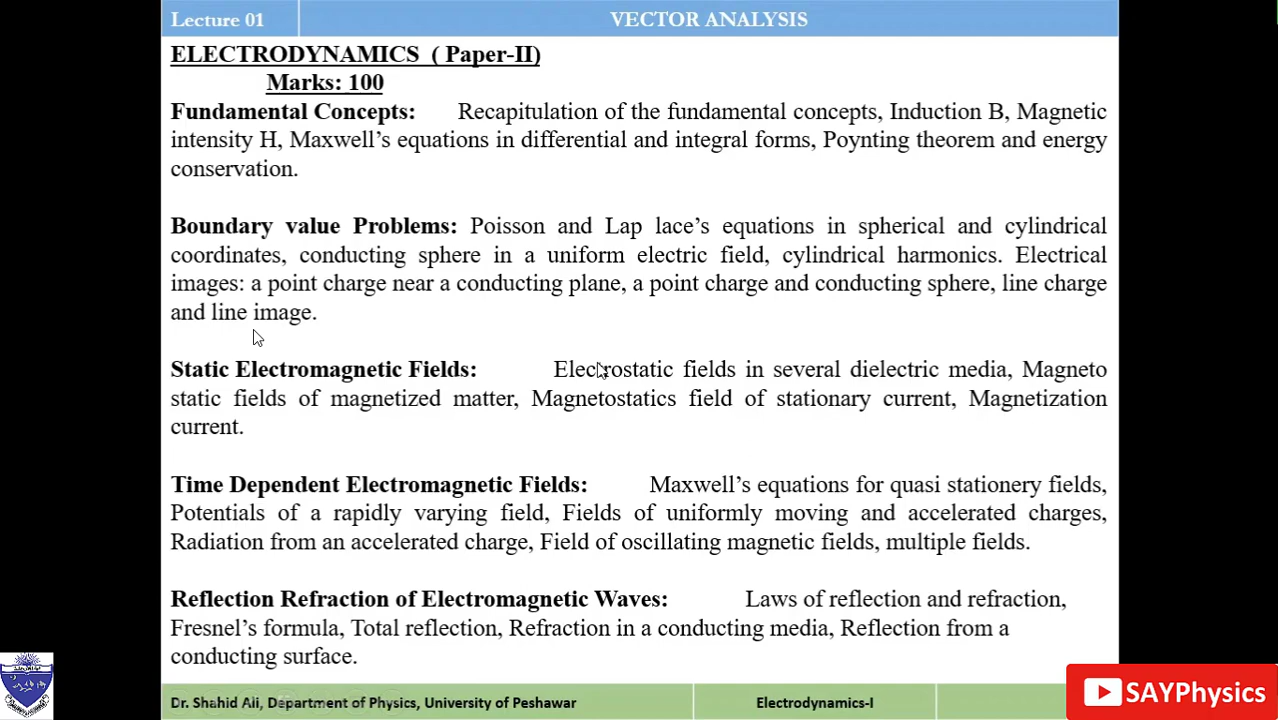 Lecture 01
VECTOR ANALYSIS
ELECTRODYNAMICS ( Paper-II)
Marks: 100
Fundamental Concepts: Recapitulation of the fundamental concepts, Induction B, Magnetic
intensity H, Maxwell's equations in differential and integral forms, Poynting theorem and energy
conservation.
Boundary value Problems: Poisson and Lap lace's equations in spherical and cylindrical
coordinates, conducting sphere in a uniform electric field, cylindrical harmonics. Electrical
images: a point charge near a conducting plane, a point charge and conducting sphere, line charge
and line image.
Static Electromagnetic Fields: Electrostatic fields in several dielectric media, Magneto
static fields of magnetized matter, Magnetostatics field of stationary current, Magnetization
current.
Time Dependent Electromagnetic Fields: Maxwell's equations for quasi stationery fields,
Potentials of a rapidly varying field, Fields of uniformly moving and accelerated charges,
Radiation from an accelerated charge, Field of oscillating magnetic fields, multiple fields.
Reflection Refraction of Electromagnetic Waves: Laws of reflection and refraction,
Fresnel's formula, Total reflection, Refraction in a conducting media, Reflection from a
conducting surface.
Dr. Shahid Ali, Department of Physics, University of Peshawar
Electrodynamics-I
SAYPhysics